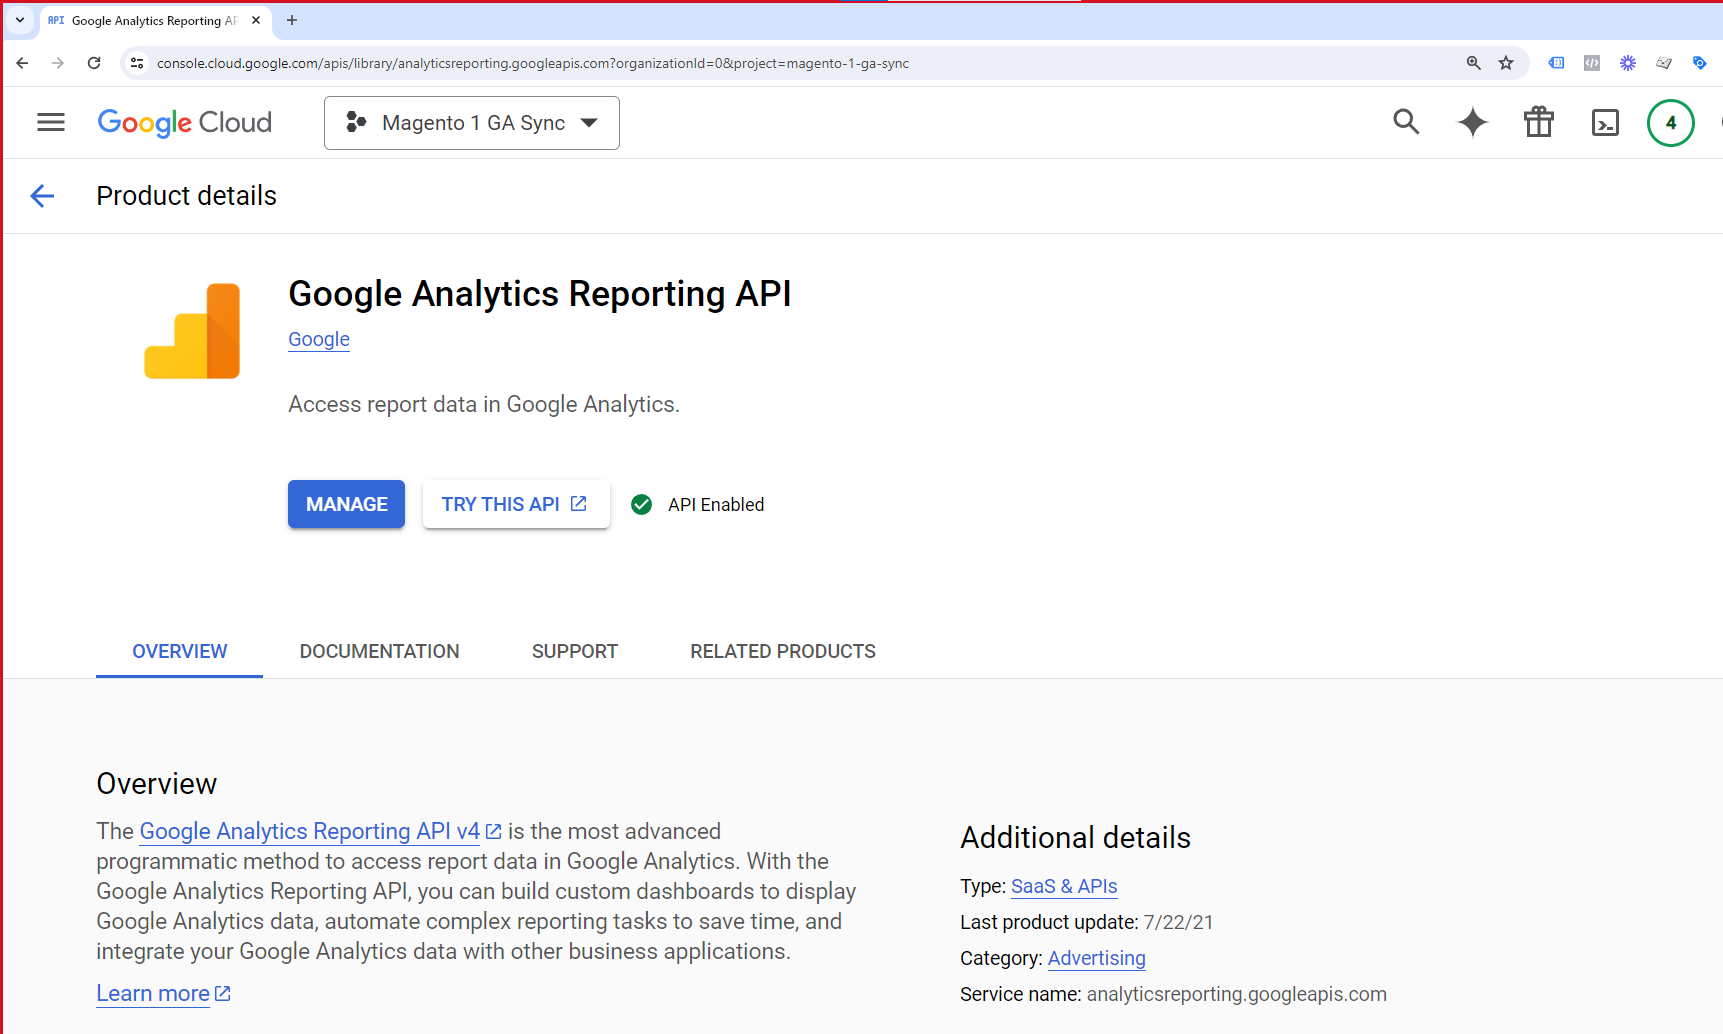 API Google Analytics Reporting AP
console.cloud.google.com/apis/library/analyticsreporting.googleapis.com?organizationId=0&project=magento-1-ga-sync
Google Cloud
Magento 1 GA Sync
4
Product details
Google Analytics Reporting API
Google
Access report data in Google Analytics.
MANAGE
TRY THIS API
API Enabled
OVERVIEW
DOCUMENTATION
SUPPORT
RELATED PRODUCTS
Overview
The Google Analytics Reporting API v4 is the most advanced
programmatic method to access report data in Google Analytics. With the
Google Analytics Reporting API, you can build custom dashboards to display
Google Analytics data, automate complex reporting tasks to save time, and
integrate your Google Analytics data with other business applications.
Learn more
Additional details
Type: SaaS & APIs
Last product update: 7/22/21
Category: Advertising
Service name: analyticsreporting.googleapis.com